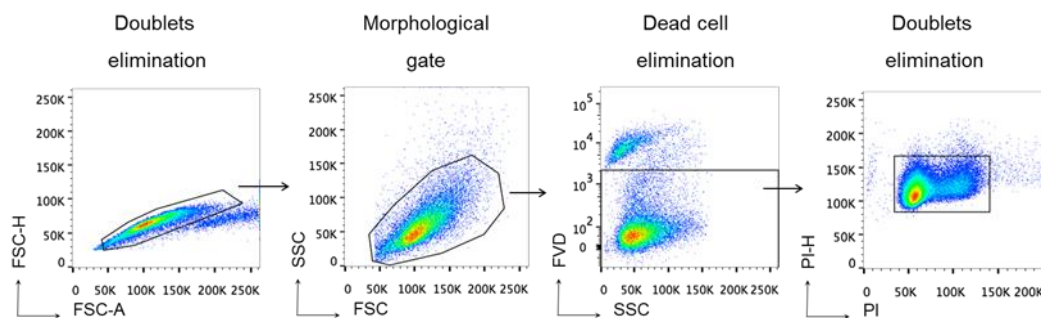 Doublets
elimination
Morphological
gate
Dead cell
elimination
Doublets
elimination
250K
200K
150K
100K
50K
0
FSC-H
0 50K 100K 150K 200K 250K
FSC-A
250K
200K
150K
100K
50K
0
SSC
0 50K 100K 150K 200K 250K
FSC
10^5
10^4
10^3
10^2
0
FVD
0 50K 100K 150K 200K 250K
SSC
250K
200K
150K
100K
50K
0
PI-H
0 50K 100K 150K 200K
PI